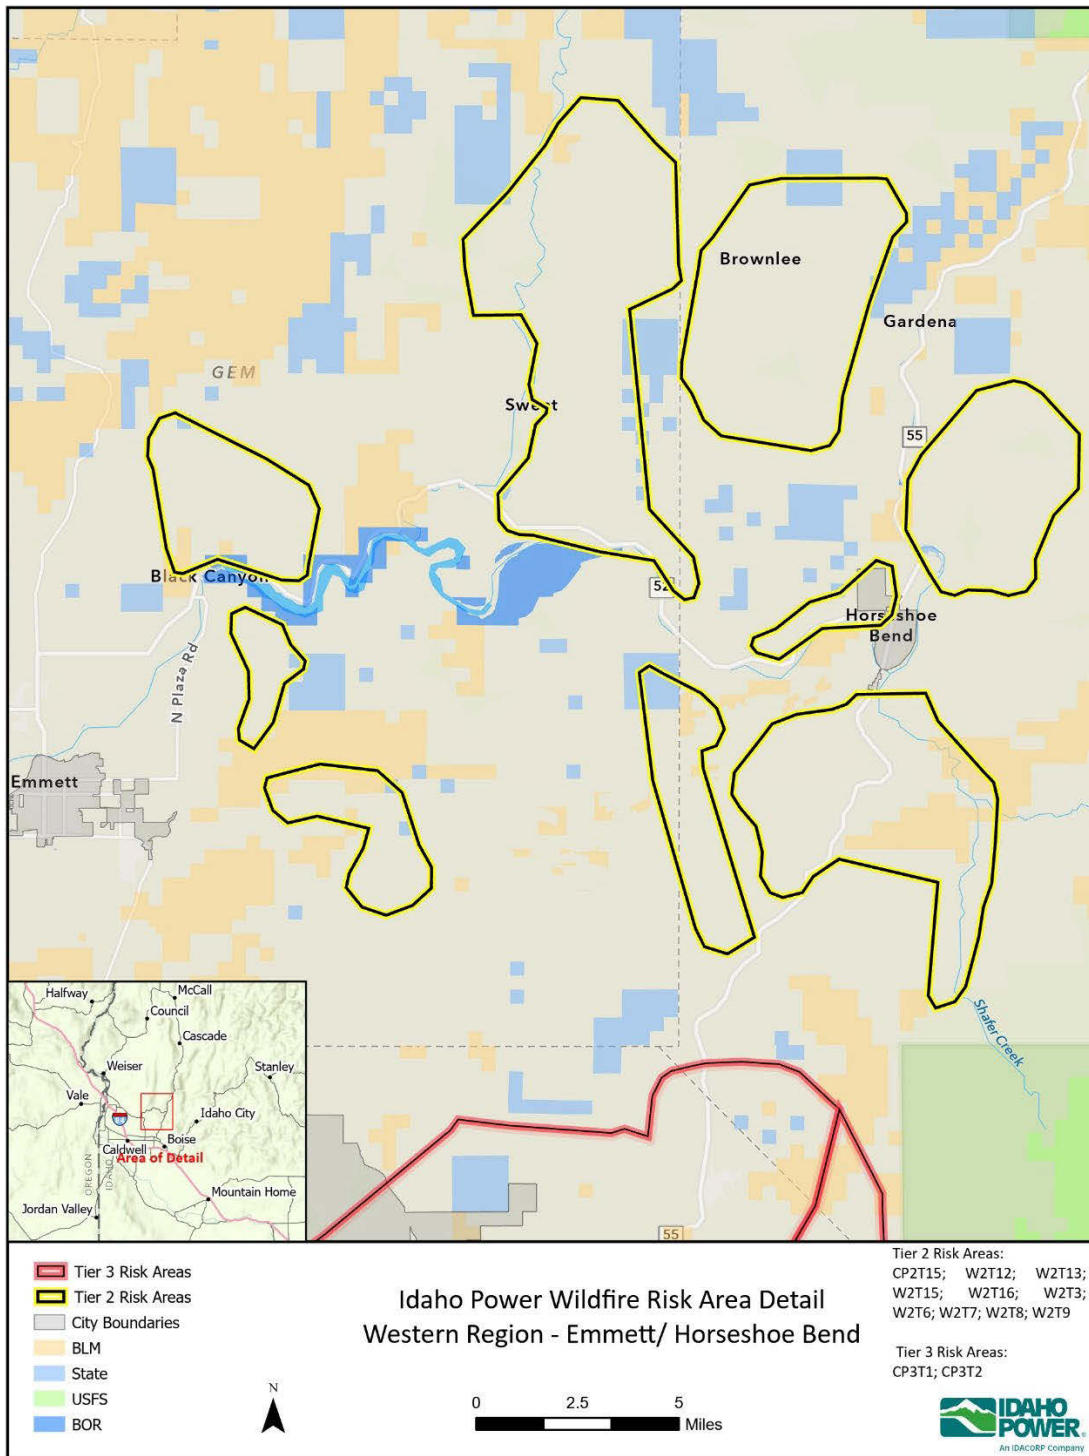 Brownlee
Gardena
GEM
Sweet
55
Black Canyon
52
Horseshoe
Bend
N Plaza Rd
Emmett
Shafer Creek
55
Halfway
McCall
Council
Cascade
Weiser
Stanley
Vale
Idaho City
Boise
Caldwell
Area of Detail
OREGON
IDAHO
Mountain Home
Jordan Valley
Tier 3 Risk Areas
Tier 2 Risk Areas
City Boundaries
BLM
State
USFS
BOR
N
Idaho Power Wildfire Risk Area Detail
Western Region - Emmett/ Horseshoe Bend
0 2.5 5
Miles
Tier 2 Risk Areas:
CP2T15; W2T12; W2T13;
W2T15; W2T16; W2T3;
W2T6; W2T7; W2T8; W2T9
Tier 3 Risk Areas:
CP3T1; CP3T2
IDAHO
POWER
An IDACORP Company